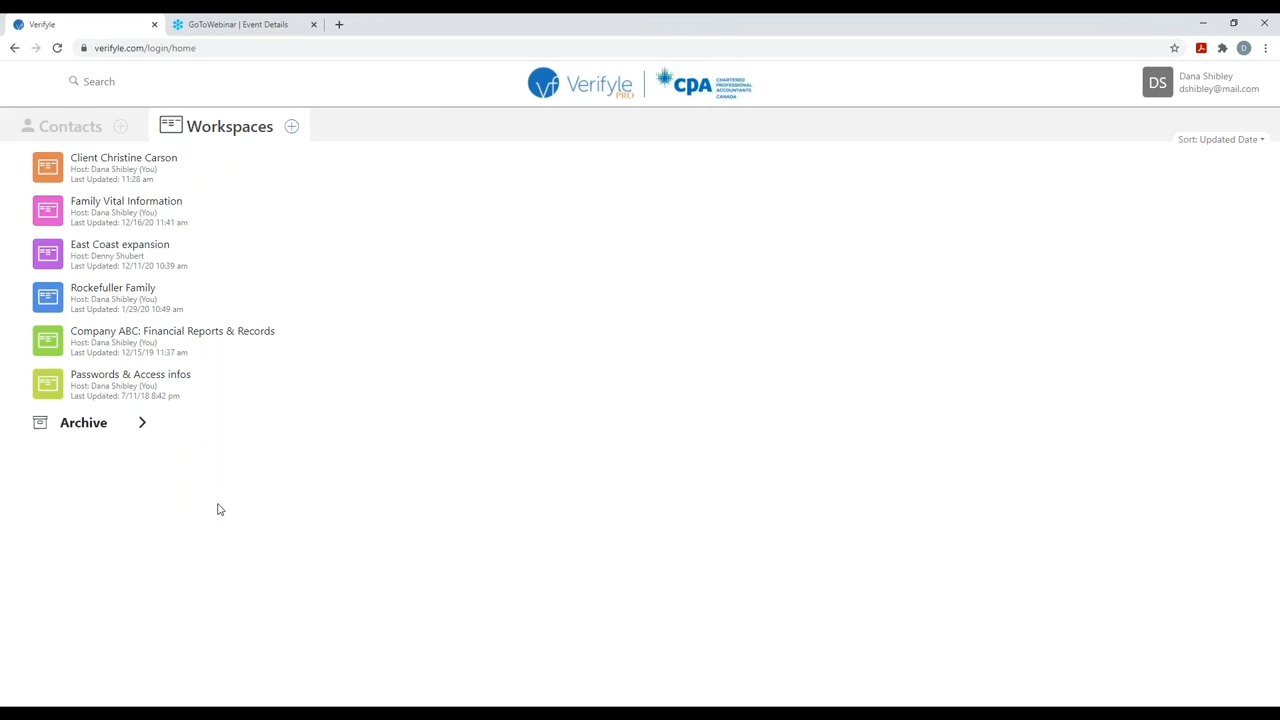 Verifyle
GoToWebinar | Event Details
verifyle.com/login/home
D
Search
vf Verifyle PRO
CPA CHARTERED PROFESSIONAL ACCOUNTANTS CANADA
DS
Dana Shibley
dshibley@mail.com
Contacts
Workspaces
Sort: Updated Date
Client Christine Carson
Host: Dana Shibley (You)
Last Updated: 11:28 am
Family Vital Information
Host: Dana Shibley (You)
Last Updated: 12/16/20 11:41 am
East Coast expansion
Host: Denny Shubert
Last Updated: 12/11/20 10:39 am
Rockefuller Family
Host: Dana Shibley (You)
Last Updated: 1/29/20 10:49 am
Company ABC: Financial Reports & Records
Host: Dana Shibley (You)
Last Updated: 12/15/19 11:37 am
Passwords & Access infos
Host: Dana Shibley (You)
Last Updated: 7/11/18 8:42 pm
Archive